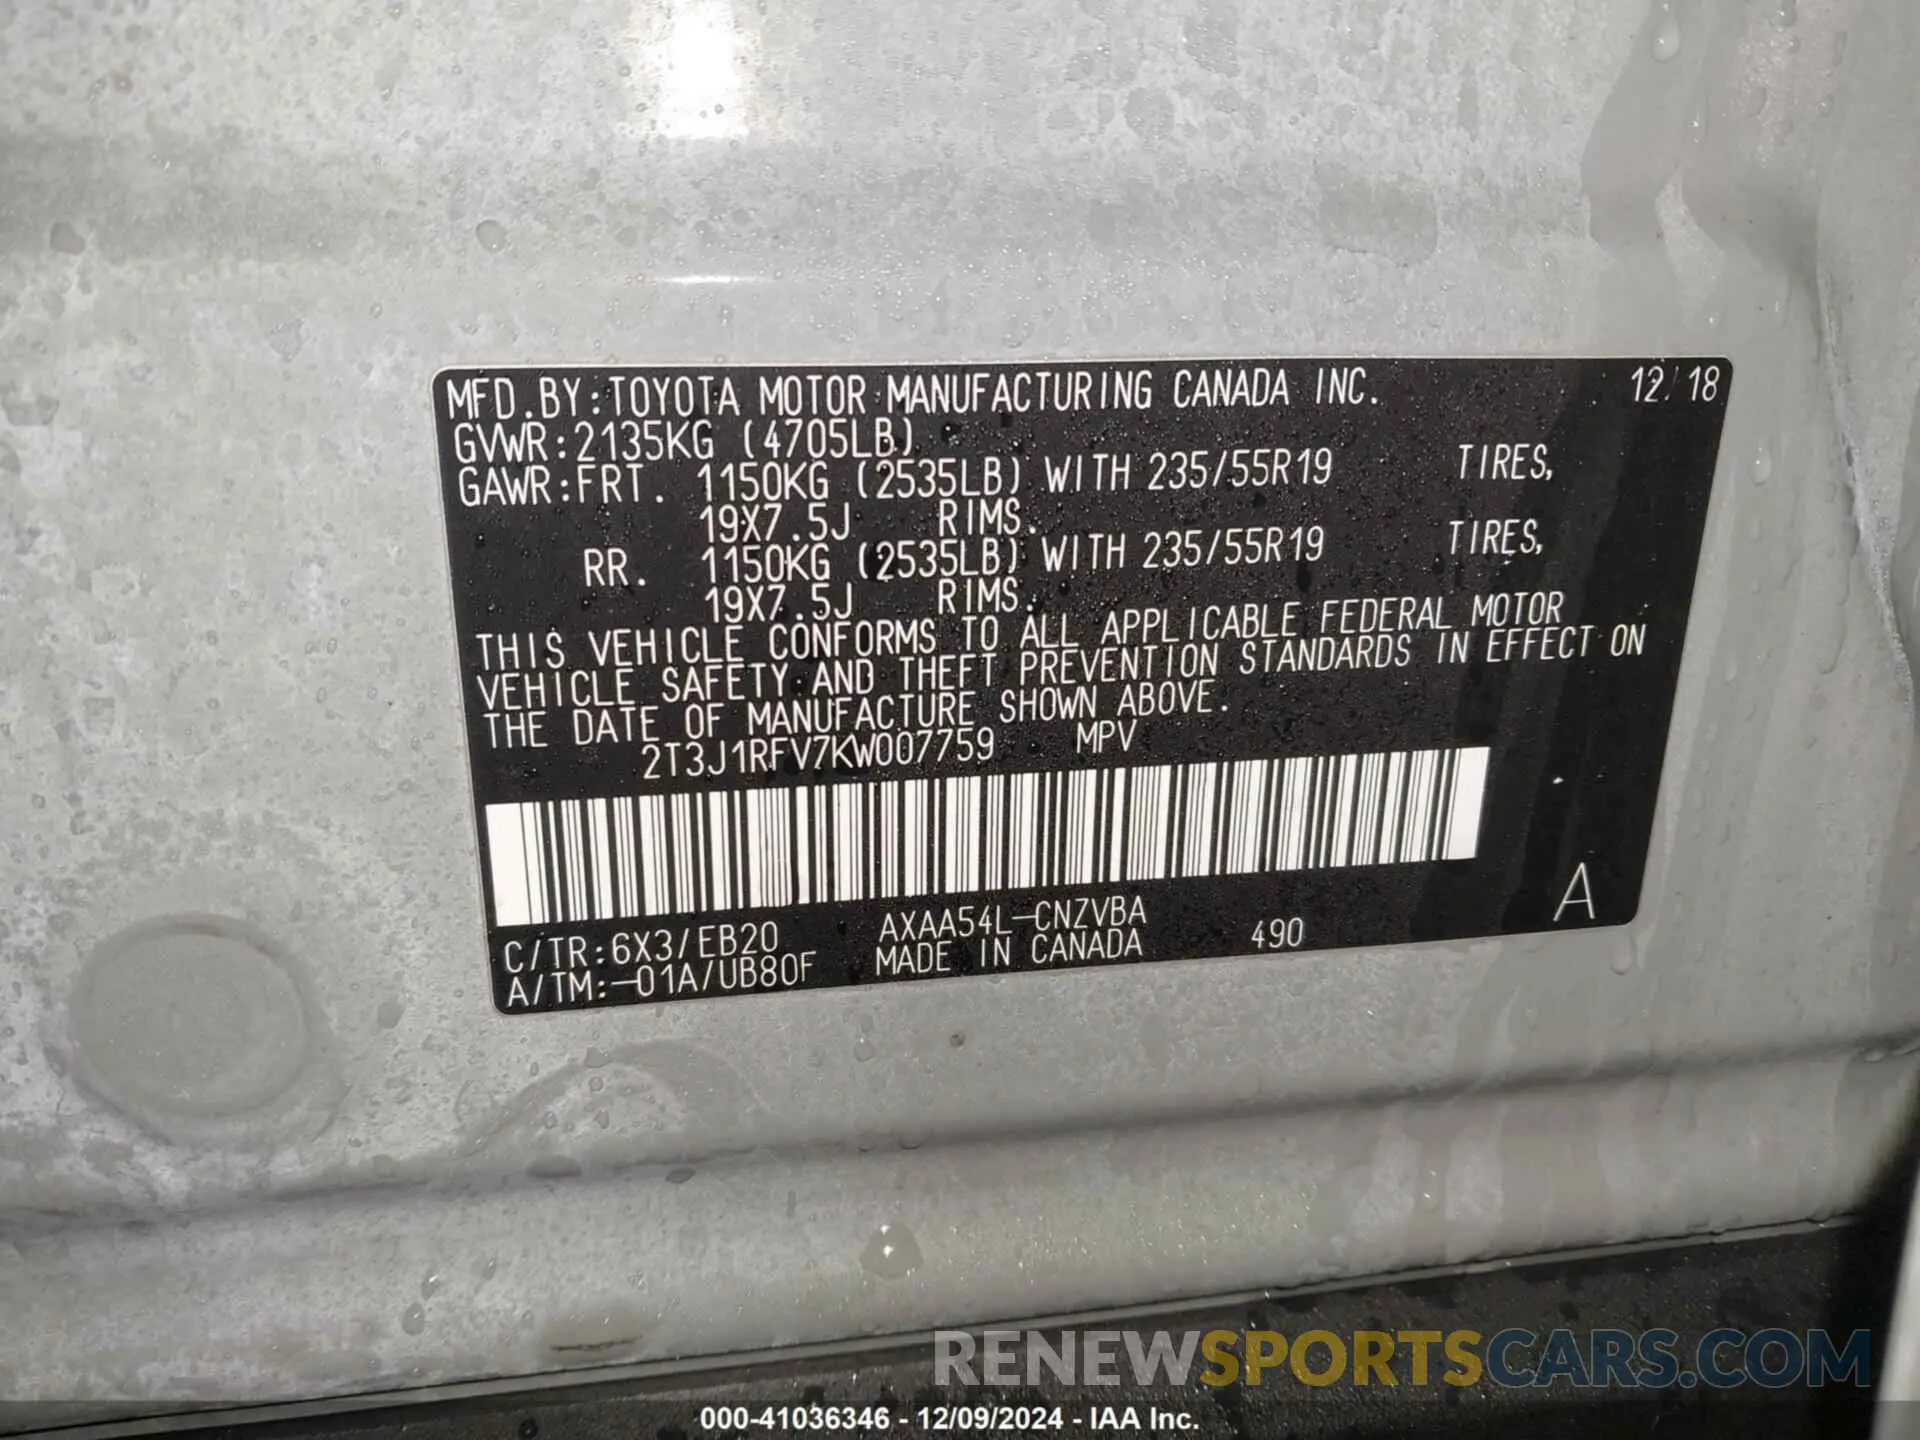 MFD.BY:TOYOTA MOTOR MANUFACTURING CANADA INC. 12/18
GVWR:2135KG (4705LB)
GAWR:FRT. 1150KG (2535LB) WITH 235/55R19 TIRES,
19X7.5J RIMS.
RR. 1150KG (2535LB) WITH 235/55R19 TIRES,
19X7.5J RIMS.
THIS VEHICLE CONFORMS TO ALL APPLICABLE FEDERAL MOTOR
VEHICLE SAFETY AND THEFT PREVENTION STANDARDS IN EFFECT ON
THE DATE OF MANUFACTURE SHOWN ABOVE.
2T3J1RFV7KW007759 MPV
A
C/TR:6X3/EB20 AXAA54L-CNZVBA
A/TM:-01A/UB80F MADE IN CANADA 490
RENEWSPORTSCARS.COM
000-41036346 - 12/09/2024 - IAA Inc.